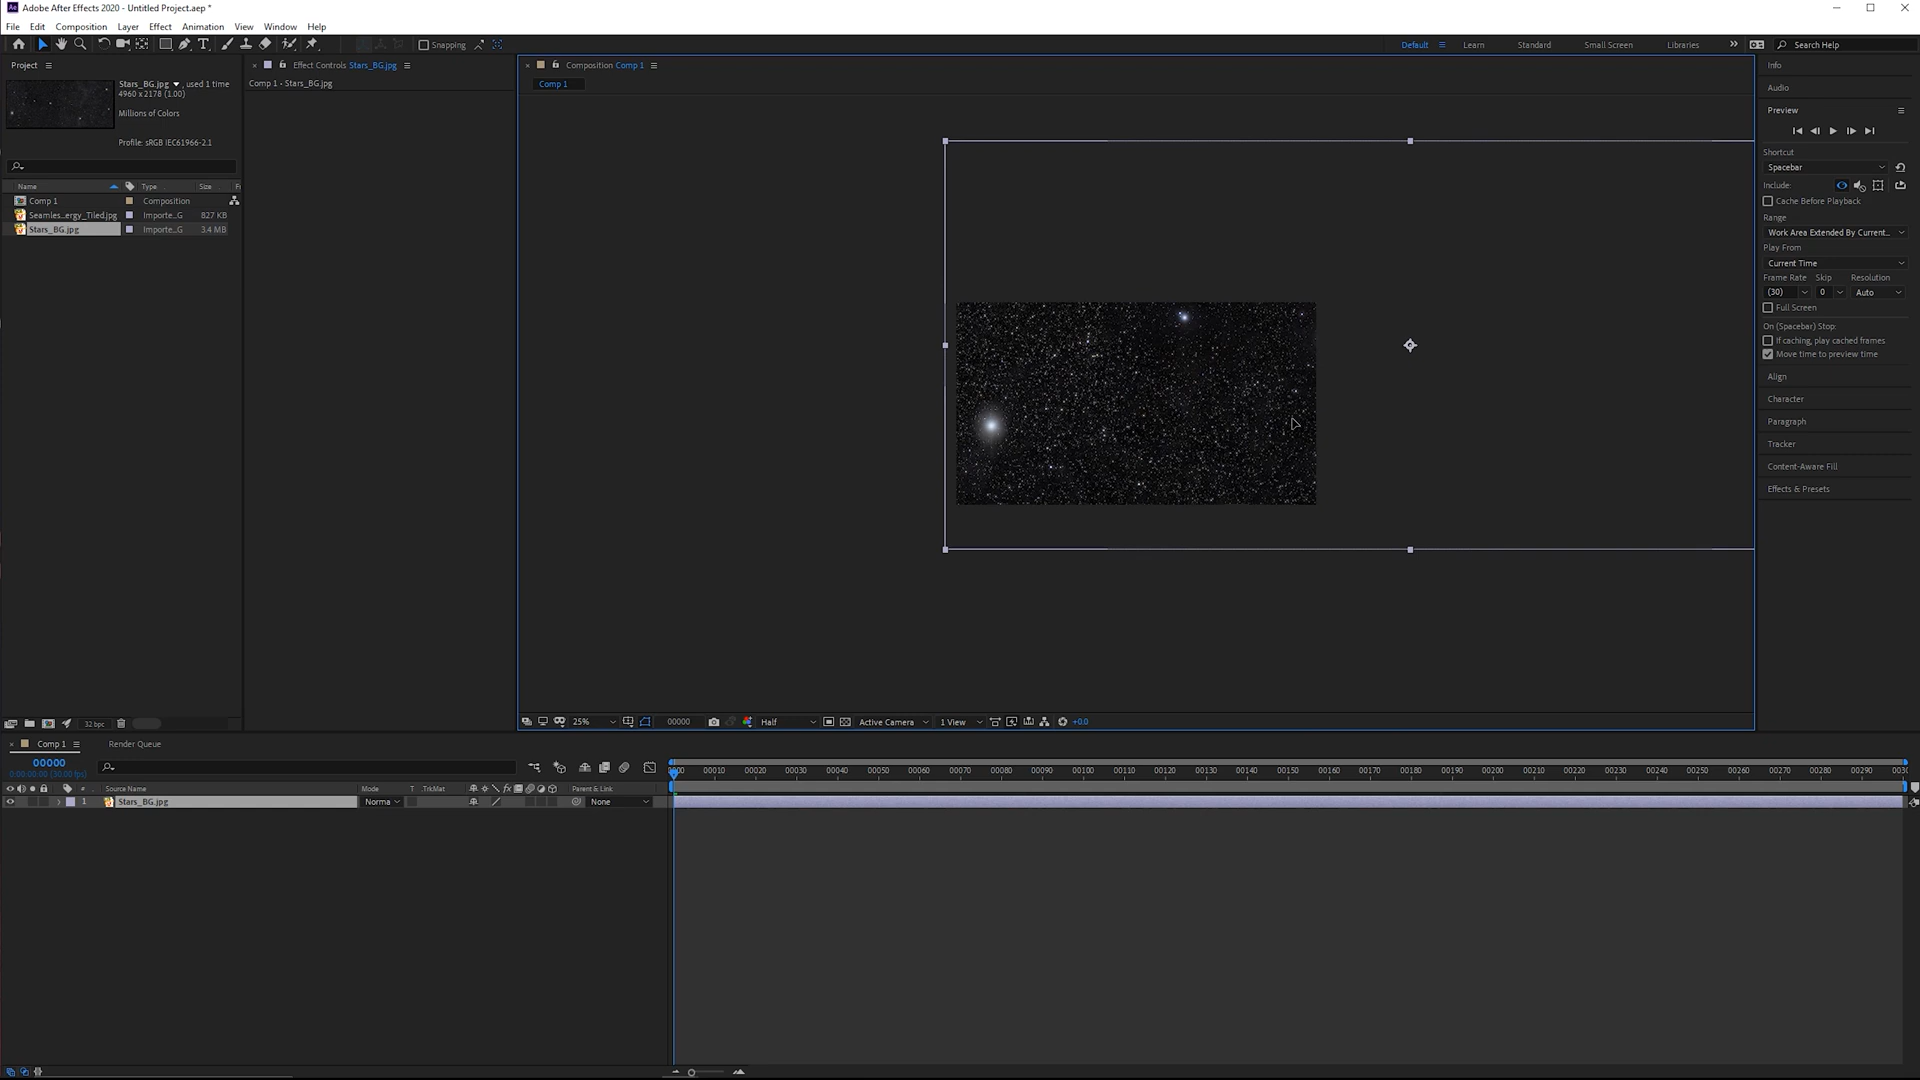 Adobe After Effects 2020 - Untitled Project.aep *
File Edit Composition Layer Effect Animation View Window Help
Snapping
Default Learn Standard Small Screen Libraries Search Help
Project
Stars_BG.jpg , used 1 time
4960 x 2178 (1.00)
Millions of Colors
Profile: sRGB IEC61966-2.1
Name Type Size F
Comp 1 Composition
Seamles...ergy_Tiled.jpg Importe...G 827 KB
Stars_BG.jpg Importe...G 3.4 MB
32 bpc
Effect Controls Stars_BG.jpg
Comp 1 - Stars_BG.jpg
Composition Comp 1
Comp 1
25% 00000 Half Active Camera 1 View +0.0
Info
Audio
Preview
Shortcut
Spacebar
Include:
Cache Before Playback
Range
Work Area Extended By Current...
Play From
Current Time
Frame Rate Skip Resolution
(30) 0 Auto
Full Screen
On (Spacebar) Stop:
If caching, play cached frames
Move time to preview time
Align
Character
Paragraph
Tracker
Content-Aware Fill
Effects & Presets
Comp 1 Render Queue
00000
0:00:00:00 (30.00 fps)
# Source Name Mode T .TrkMat fx Parent & Link
1 Stars_BG.jpg Norma None
00010 00020 00030 00040 00050 00060 00070 00080 00090 00100 00110 00120 00130 00140 00150 00160 00170 00180 00190 00200 00210 00220 00230 00240 00250 00260 00270 00280 00290